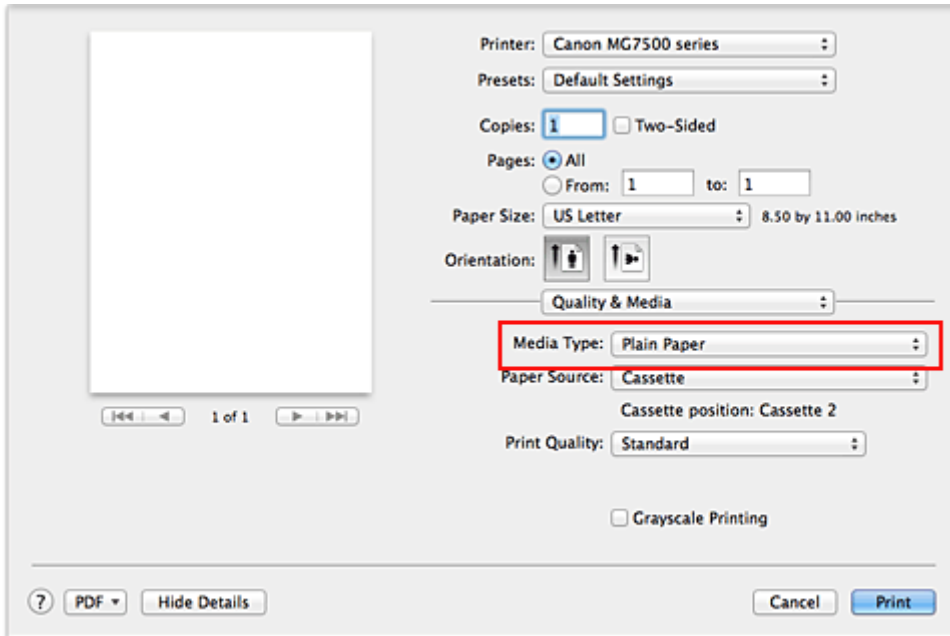 Printer: Canon MG7500 series
Presets: Default Settings
Copies: 1 Two-Sided
Pages: All
From: 1 to: 1
Paper Size: US Letter 8.50 by 11.00 inches
Orientation:
Quality & Media
Media Type: Plain Paper
Paper Source: Cassette
Cassette position: Cassette 2
1 of 1
Print Quality: Standard
Grayscale Printing
? PDF Hide Details Cancel Print